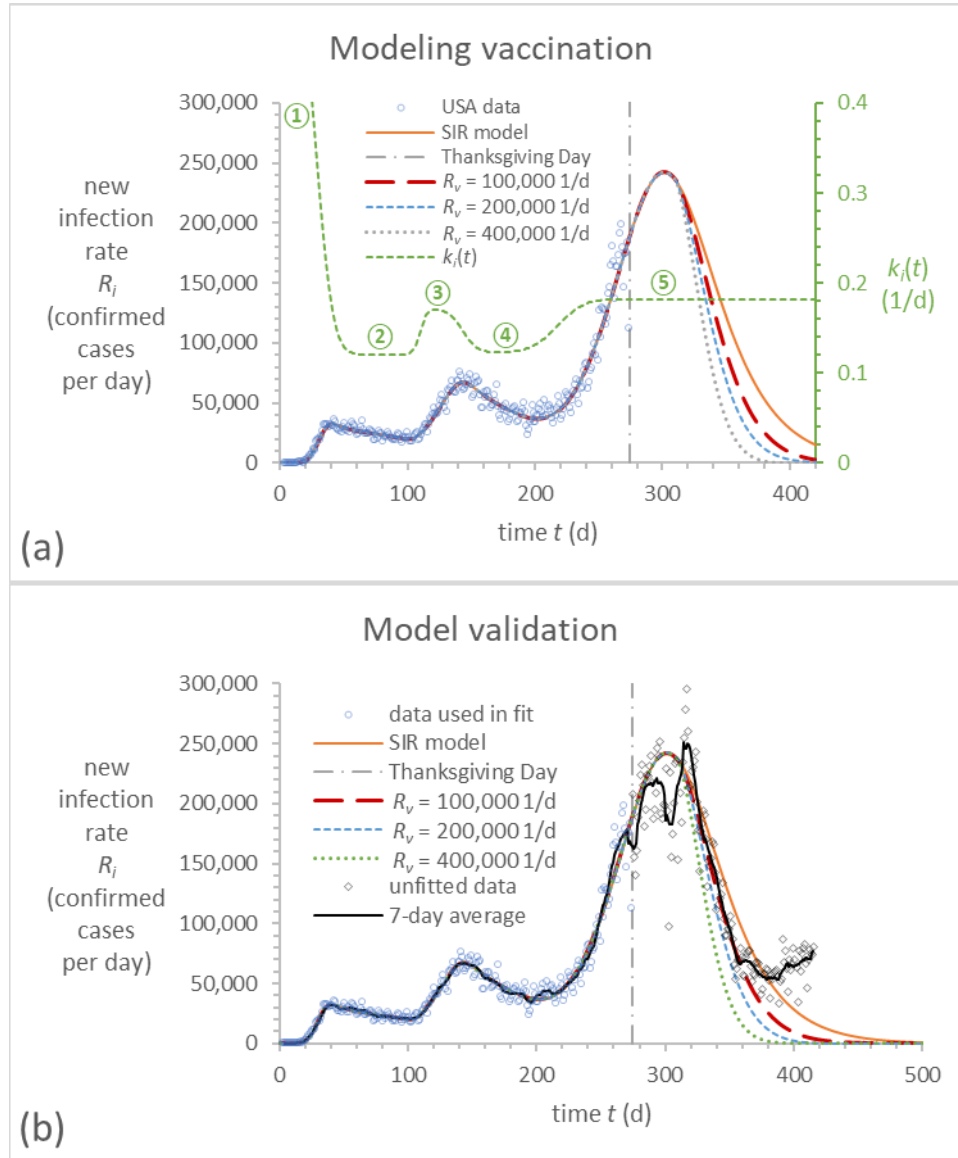 Modeling vaccination
300,000
250,000
200,000
150,000
100,000
50,000
0
new
infection
rate
R_i
(confirmed
cases
per day)
USA data
SIR model
Thanksgiving Day
R_v = 100,000 1/d
R_v = 200,000 1/d
R_v = 400,000 1/d
k_i(t)
① ② ③ ④ ⑤
0.4
0.3
0.2
0.1
0
k_i(t)
(1/d)
0 100 200 300 400
time t (d)
(a)
Model validation
300,000
250,000
200,000
150,000
100,000
50,000
0
new
infection
rate
R_i
(confirmed
cases
per day)
data used in fit
SIR model
Thanksgiving Day
R_v = 100,000 1/d
R_v = 200,000 1/d
R_v = 400,000 1/d
unfitted data
7-day average
0 100 200 300 400 500
time t (d)
(b)